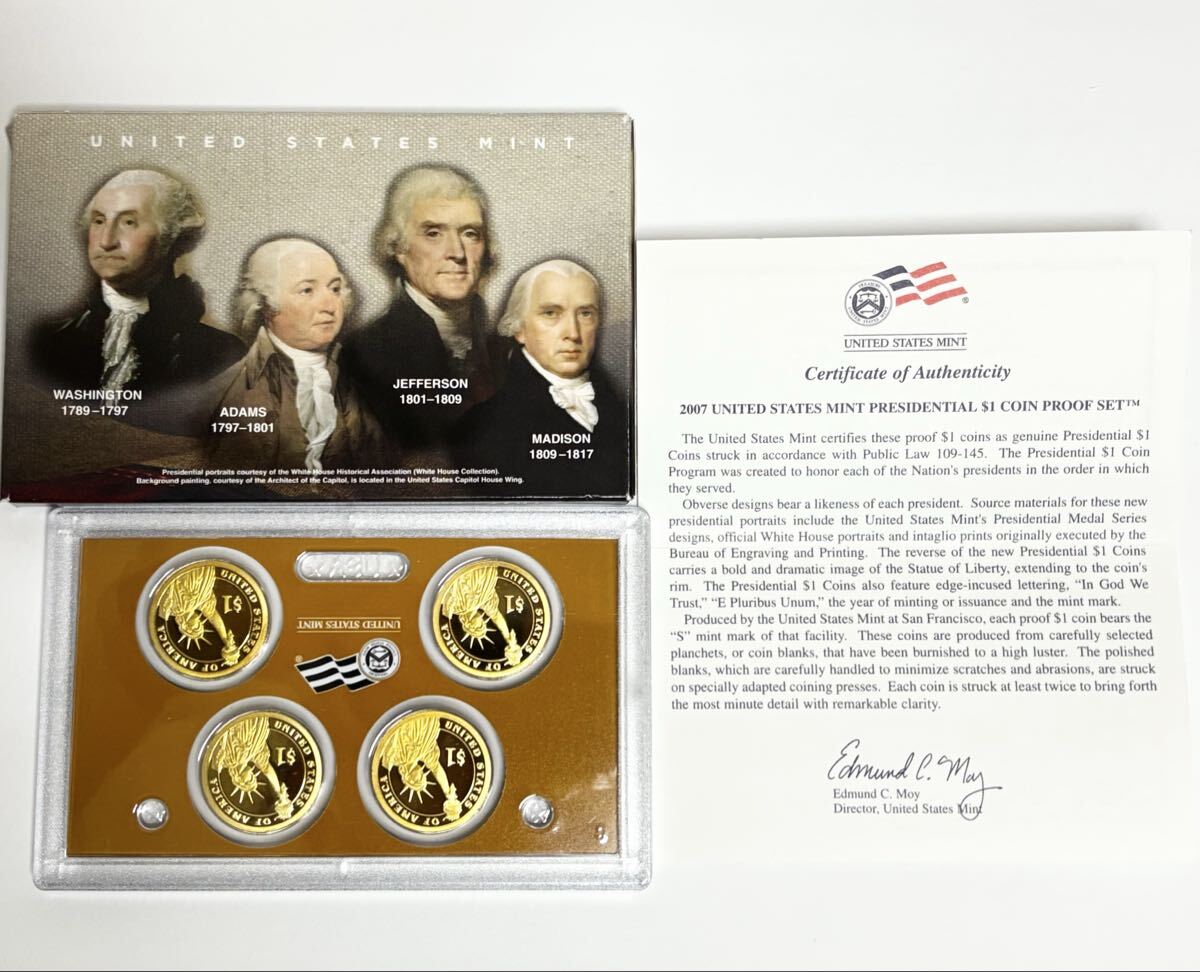 UNITED STATES MINT
WASHINGTON
1789–1797
ADAMS
1797–1801
JEFFERSON
1801–1809
MADISON
1809–1817
Presidential portraits courtesy of the White House Historical Association (White House Collection).
Background painting, courtesy of the Architect of the Capitol, is located in the United States Capitol House Wing.
UNITED STATES MINT
UNITED STATES
OF AMERICA
$1
UNITED STATES
OF AMERICA
$1
UNITED STATES
OF AMERICA
$1
UNITED STATES
OF AMERICA
$1
UNITED STATES MINT
Certificate of Authenticity
2007 UNITED STATES MINT PRESIDENTIAL $1 COIN PROOF SET™
The United States Mint certifies these proof $1 coins as genuine Presidential $1
Coins struck in accordance with Public Law 109-145. The Presidential $1 Coin
Program was created to honor each of the Nation's presidents in the order in which
they served.
Obverse designs bear a likeness of each president. Source materials for these new
presidential portraits include the United States Mint's Presidential Medal Series
designs, official White House portraits and intaglio prints originally executed by the
Bureau of Engraving and Printing. The reverse of the new Presidential $1 Coins
carries a bold and dramatic image of the Statue of Liberty, extending to the coin's
rim. The Presidential $1 Coins also feature edge-incused lettering, "In God We
Trust," "E Pluribus Unum," the year of minting or issuance and the mint mark.
Produced by the United States Mint at San Francisco, each proof $1 coin bears the
"S" mint mark of that facility. These coins are produced from carefully selected
planchets, or coin blanks, that have been burnished to a high luster. The polished
blanks, which are carefully handled to minimize scratches and abrasions, are struck
on specially adapted coining presses. Each coin is struck at least twice to bring forth
the most minute detail with remarkable clarity.
Edmund C. Moy
Edmund C. Moy
Director, United States Mint